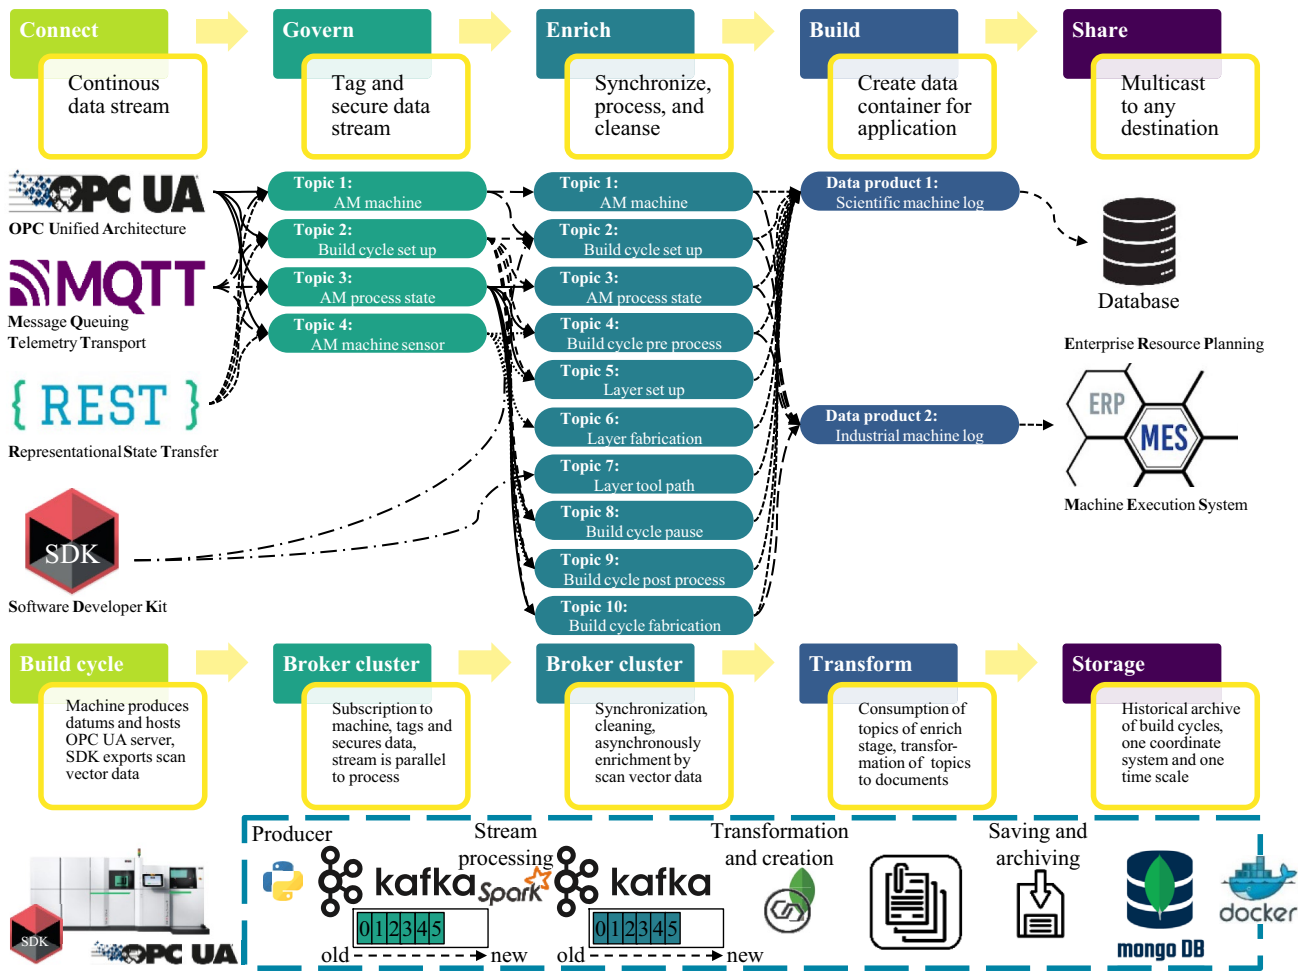 Connect
Govern
Enrich
Build
Share
Continous
data stream
Tag and
secure data
stream
Synchronize,
process, and
cleanse
Create data
container for
application
Multicast
to any
destination
OPC UA
OPC Unified Architecture
MQTT
Message Queuing
Telemetry Transport
{ REST }
Representational State Transfer
SDK
Software Developer Kit
Topic 1:
AM machine
Topic 2:
Build cycle set up
Topic 3:
AM process state
Topic 4:
AM machine sensor
Topic 1:
AM machine
Topic 2:
Build cycle set up
Topic 3:
AM process state
Topic 4:
Build cycle pre process
Topic 5:
Layer set up
Topic 6:
Layer fabrication
Topic 7:
Layer tool path
Topic 8:
Build cycle pause
Topic 9:
Build cycle post process
Topic 10:
Build cycle fabrication
Data product 1:
Scientific machine log
Data product 2:
Industrial machine log
Database
Enterprise Resource Planning
ERP
MES
Machine Execution System
Build cycle
Broker cluster
Broker cluster
Transform
Storage
Machine produces
datums and hosts
OPC UA server,
SDK exports scan
vector data
Subscription to
machine, tags and
secures data,
stream is parallel
to process
Synchronization,
cleaning,
asynchronously
enrichment by
scan vector data
Consumption of
topics of enrich
stage, transfor-
mation of topics
to documents
Historical archive
of build cycles,
one coordinate
system and one
time scale
SDK
OPC UA
Producer
kafka
0 1 2 3 4 5
old
new
Stream
processing
Spark
kafka
0 1 2 3 4 5
old
new
Transformation
and creation
Saving and
archiving
mongo DB
docker